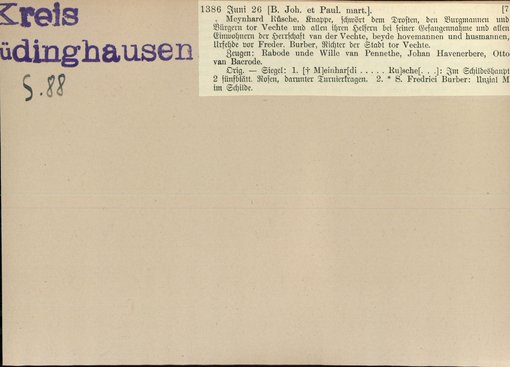 Kreis
üdinghausen
S. 88
1386 Juni 26 [B. Joh. et Paul. mart.]. [7
Meynhard Rüsche, Knappe, schwört dem Drosten, den Burgmannen und
Bürgern tor Vechte und allen ihren Helfern bei seiner Gefangennahme und allen
Einwohnern der Herrschaft van der Vechte, beyde hovemannen und husmannen,
Urfehde vor Freder. Burber, Richter der Stadt tor Vechte.
Zeugen: Rabode unde Wille van Pennethe, Johan Havenerbere, Otto
van Bacrode.
Orig. — Siegel: 1. [† M]einhar[di . . . . . Ru]sche[. . .]: Im Schildeshaupt
2 fünfblätt. Rosen, darunter Turnierkragen. 2. * S. Fredrici Burber: Unzial M
im Schilde.